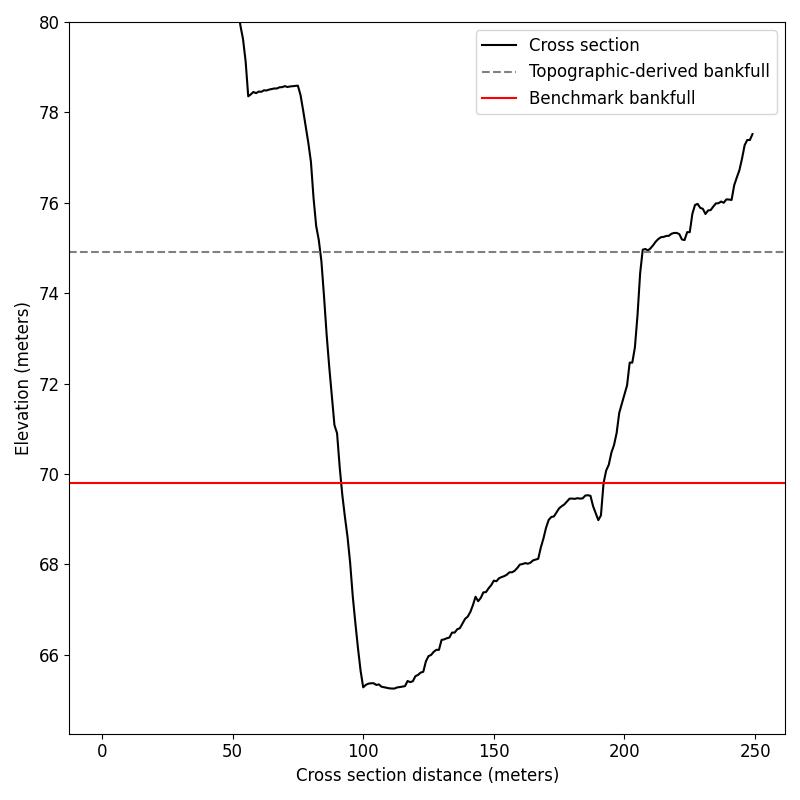 80
78
76
74
72
70
68
66
Elevation (meters)
Cross section
Topographic-derived bankfull
Benchmark bankfull
0 50 100 150 200 250
Cross section distance (meters)